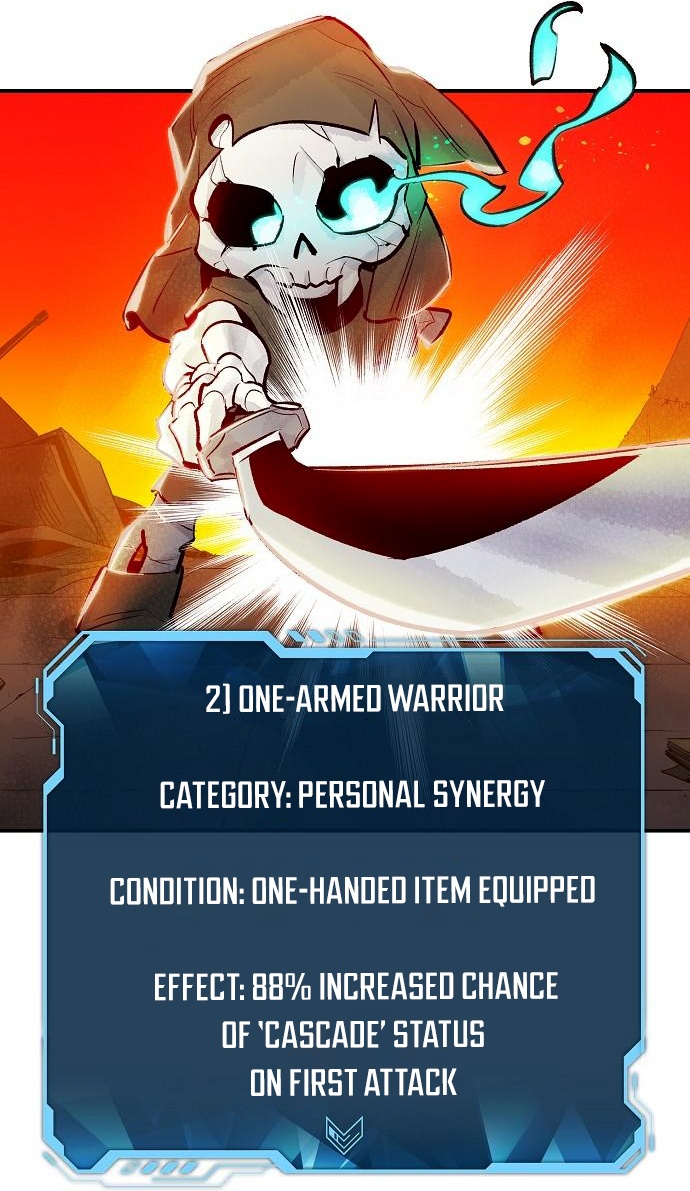 2] ONE-ARMED WARRIOR
CATEGORY: PERSONAL SYNERGY
CONDITION: ONE-HANDED ITEM EQUIPPED
EFFECT: 88% INCREASED CHANCE
OF ‘CASCADE’ STATUS
ON FIRST ATTACK